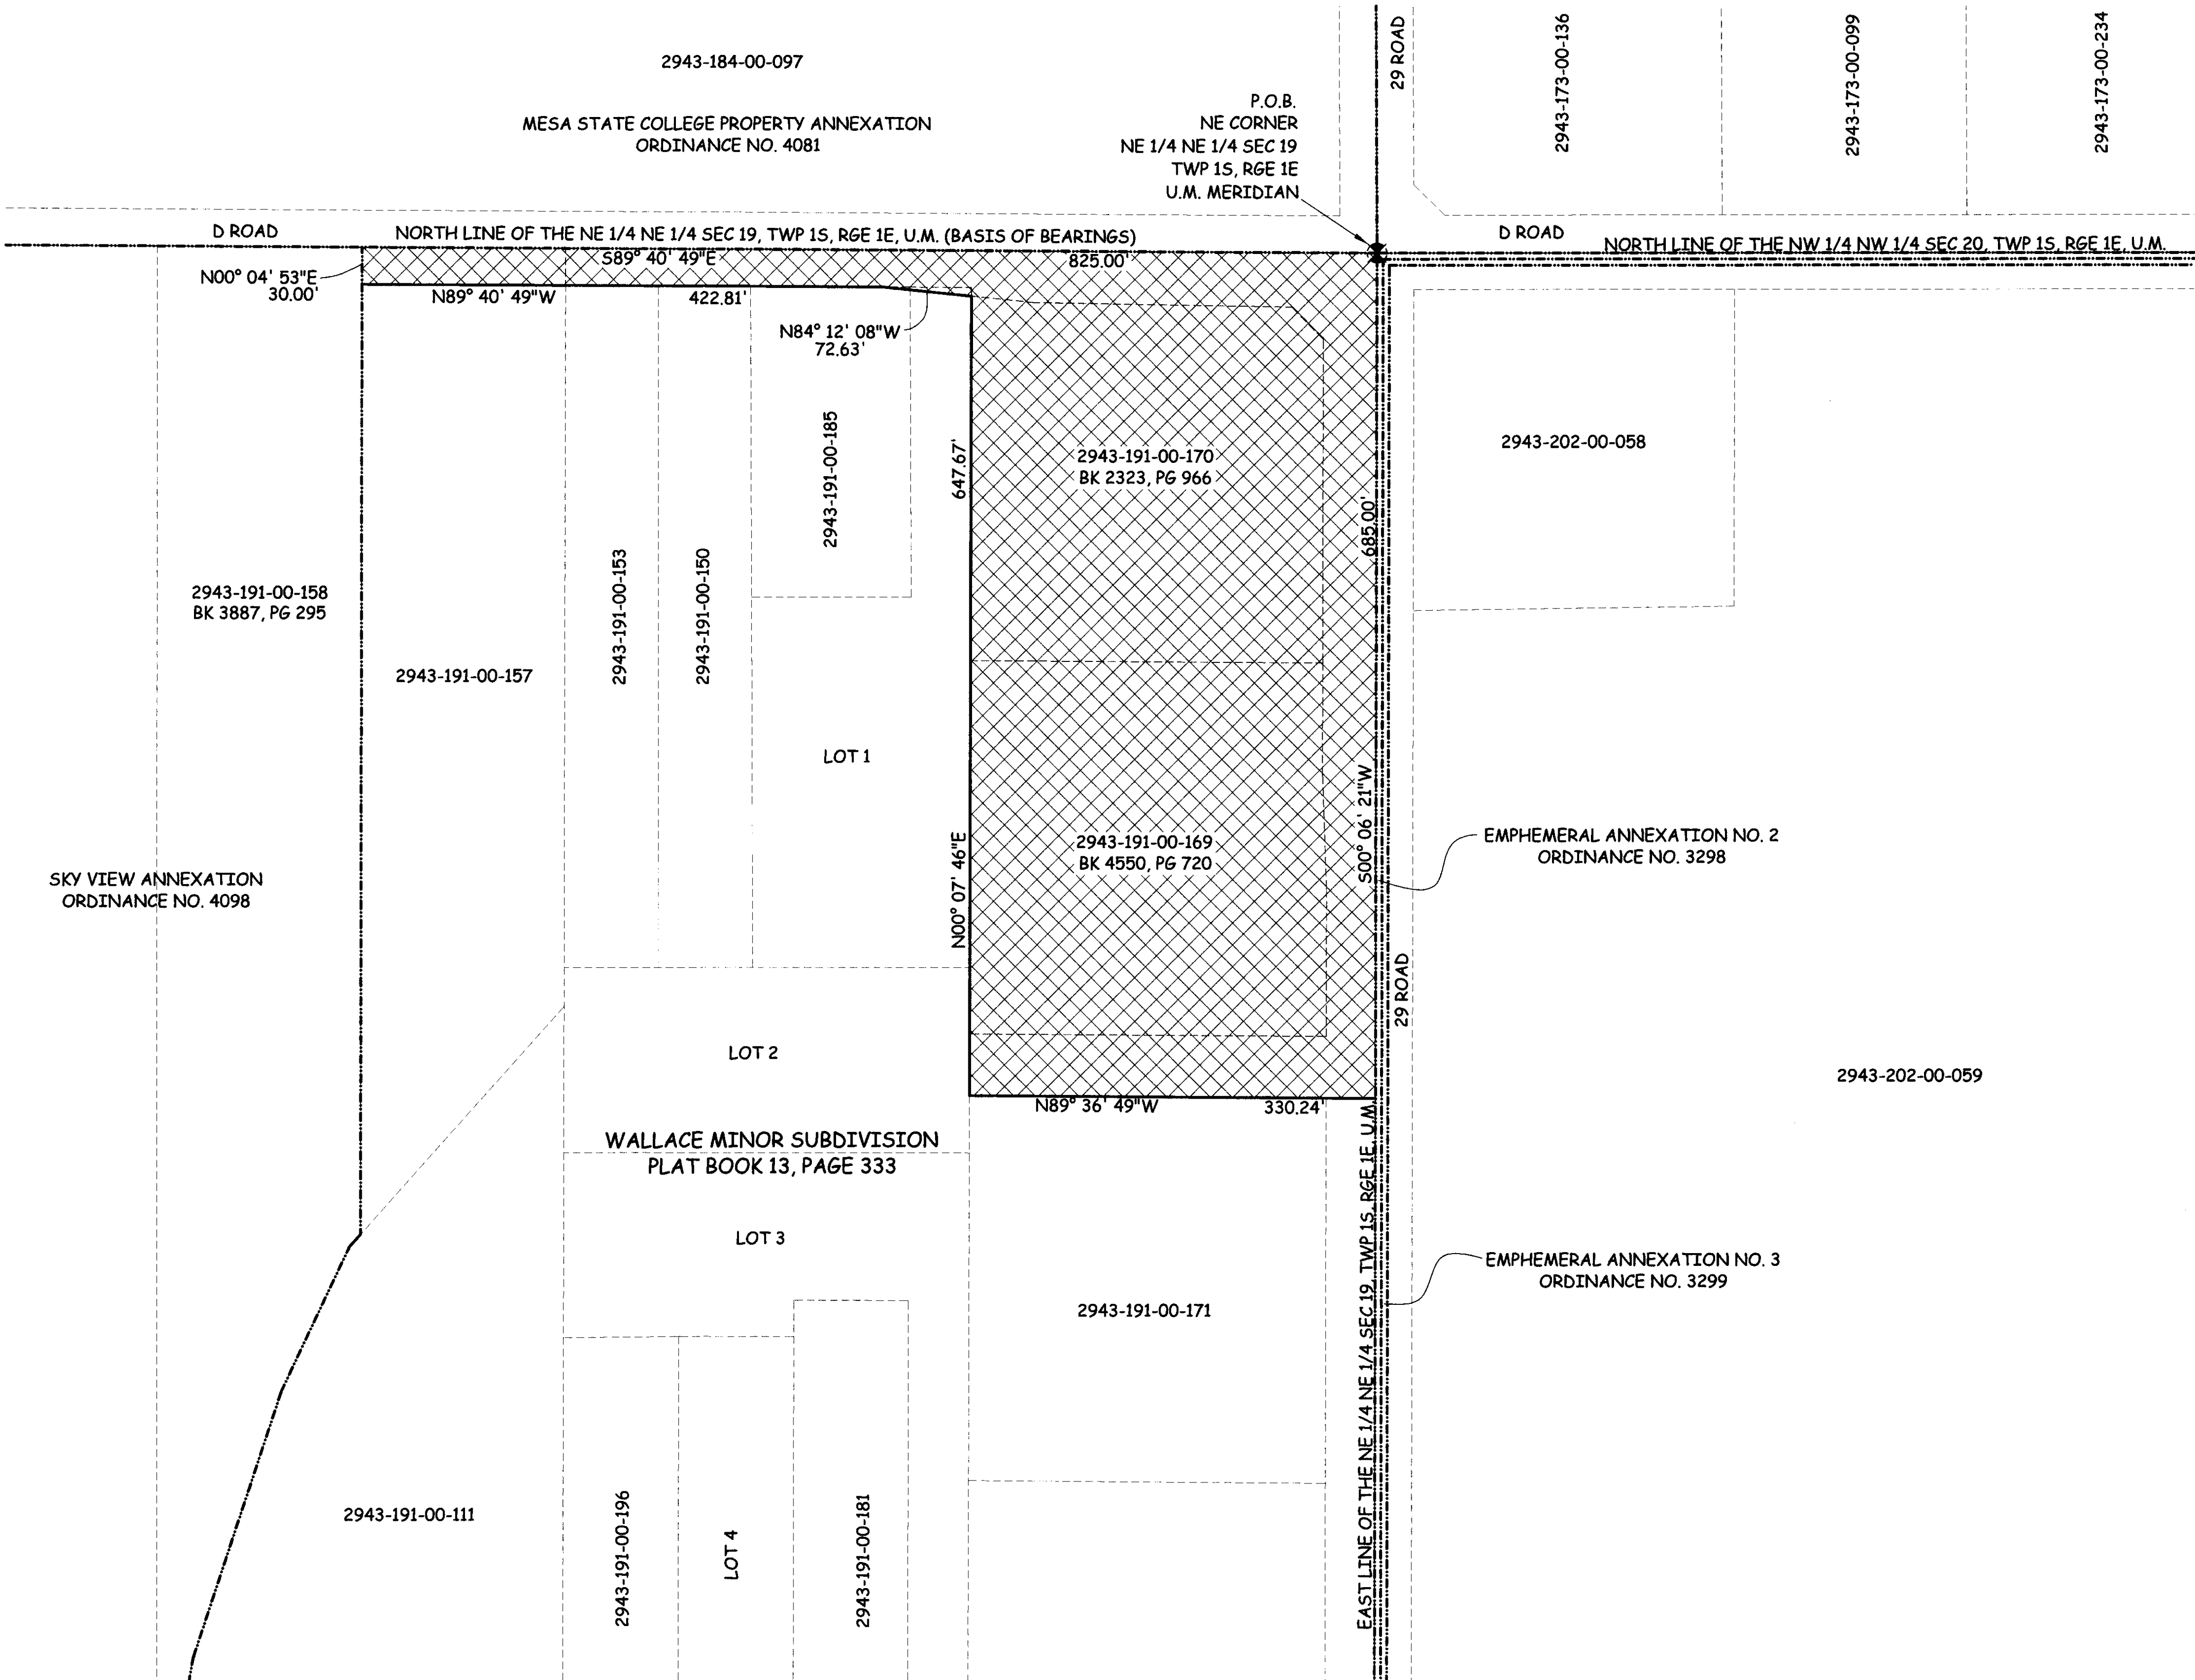 2943-184-00-097
MESA STATE COLLEGE PROPERTY ANNEXATION
ORDINANCE NO. 4081
P.O.B.
NE CORNER
NE 1/4 NE 1/4 SEC 19
TWP 1S, RGE 1E
U.M. MERIDIAN
29 ROAD
2943-173-00-136
2943-173-00-099
2943-173-00-234
D ROAD
NORTH LINE OF THE NE 1/4 NE 1/4 SEC 19, TWP 1S, RGE 1E, U.M. (BASIS OF BEARINGS)
D ROAD
NORTH LINE OF THE NW 1/4 NW 1/4 SEC 20, TWP 1S, RGE 1E, U.M.
S89° 40' 49"E
825.00'
N00° 04' 53"E
30.00'
N89° 40' 49"W
422.81'
N84° 12' 08"W
72.63'
2943-191-00-185
647.67'
2943-191-00-170
BK 2323, PG 966
685.00'
2943-202-00-058
2943-191-00-158
BK 3887, PG 295
2943-191-00-153
2943-191-00-150
2943-191-00-157
LOT 1
N00° 07' 46"E
2943-191-00-169
BK 4550, PG 720
S00° 06' 21"W
EMPHEMERAL ANNEXATION NO. 2
ORDINANCE NO. 3298
SKY VIEW ANNEXATION
ORDINANCE NO. 4098
29 ROAD
LOT 2
2943-202-00-059
N89° 36' 49"W
330.24'
WALLACE MINOR SUBDIVISION
PLAT BOOK 13, PAGE 333
EAST LINE OF THE NE 1/4 NE 1/4 SEC 19, TWP 1S, RGE 1E, U.M.
LOT 3
EMPHEMERAL ANNEXATION NO. 3
ORDINANCE NO. 3299
2943-191-00-171
2943-191-00-111
2943-191-00-196
LOT 4
2943-191-00-181